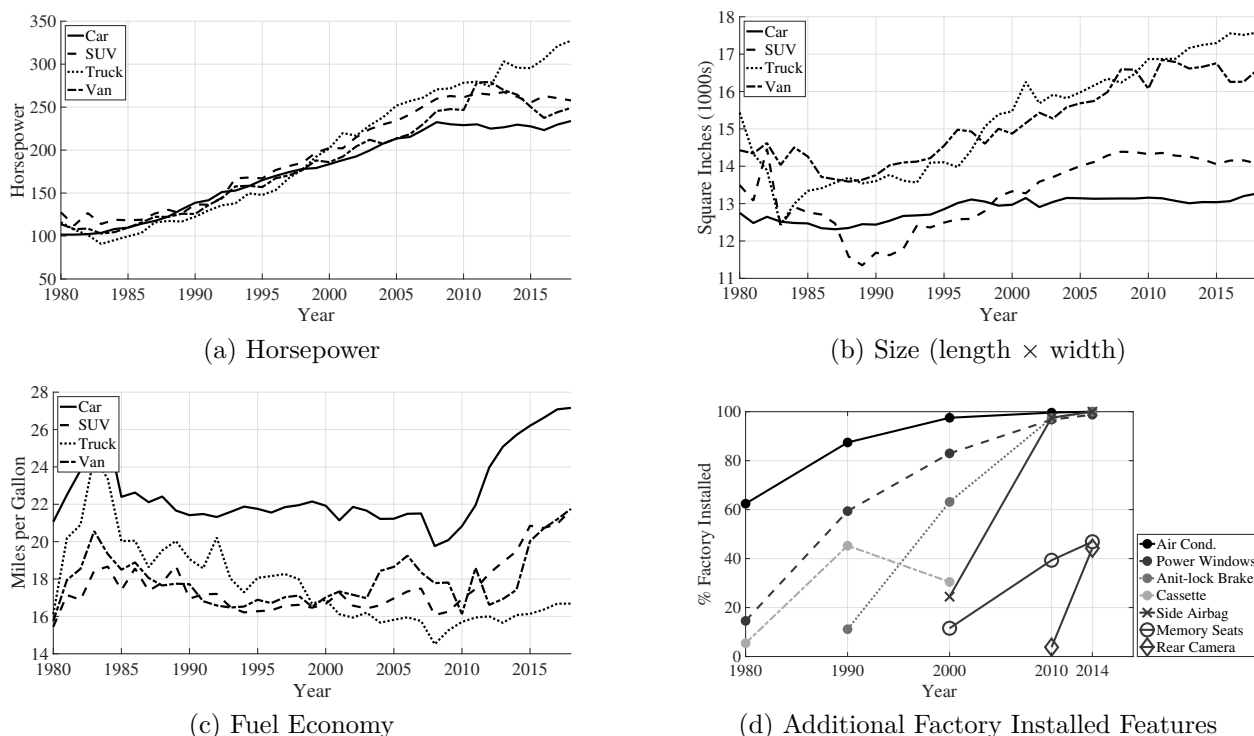 350
300
250
200
150
100
50
Horsepower
Car
SUV
Truck
Van
1980 1985 1990 1995 2000 2005 2010 2015
Year
(a) Horsepower
18
17
16
15
14
13
12
11
Square Inches (1000s)
Car
SUV
Truck
Van
1980 1985 1990 1995 2000 2005 2010 2015
Year
(b) Size (length × width)
28
26
24
22
20
18
16
14
Miles per Gallon
Car
SUV
Truck
Van
1980 1985 1990 1995 2000 2005 2010 2015
Year
(c) Fuel Economy
100
80
60
40
20
0
% Factory Installed
1980 1990 2000 2010 2014
Year
Air Cond.
Power Windows
Anit-lock Brake
Cassette
Side Airbag
Memory Seats
Rear Camera
(d) Additional Factory Installed Features